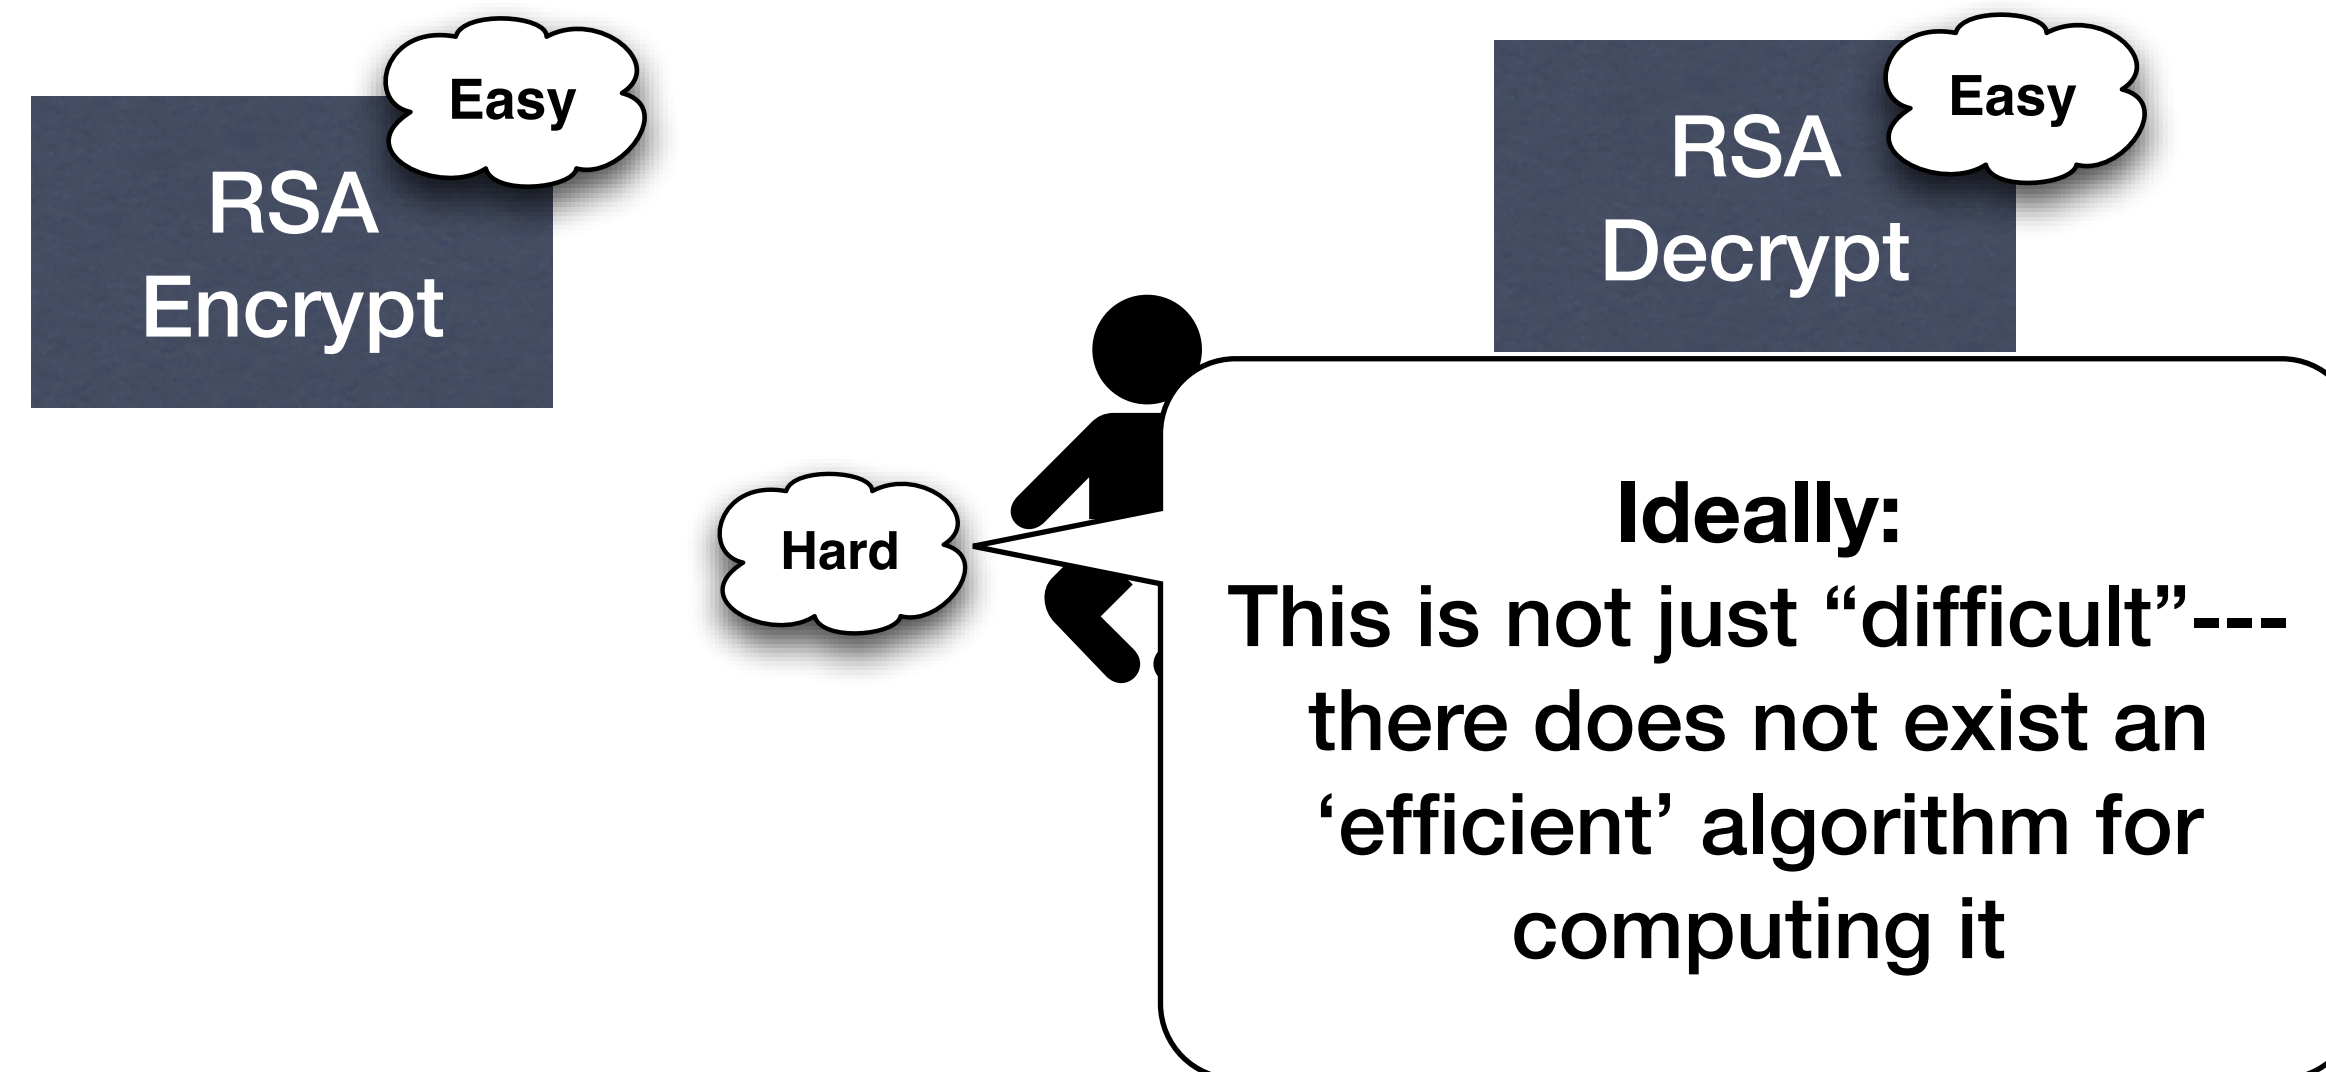 Easy
RSA
Encrypt
Easy
RSA
Decrypt
Hard
Ideally:
This is not just “difficult”---
there does not exist an
‘efficient’ algorithm for
computing it